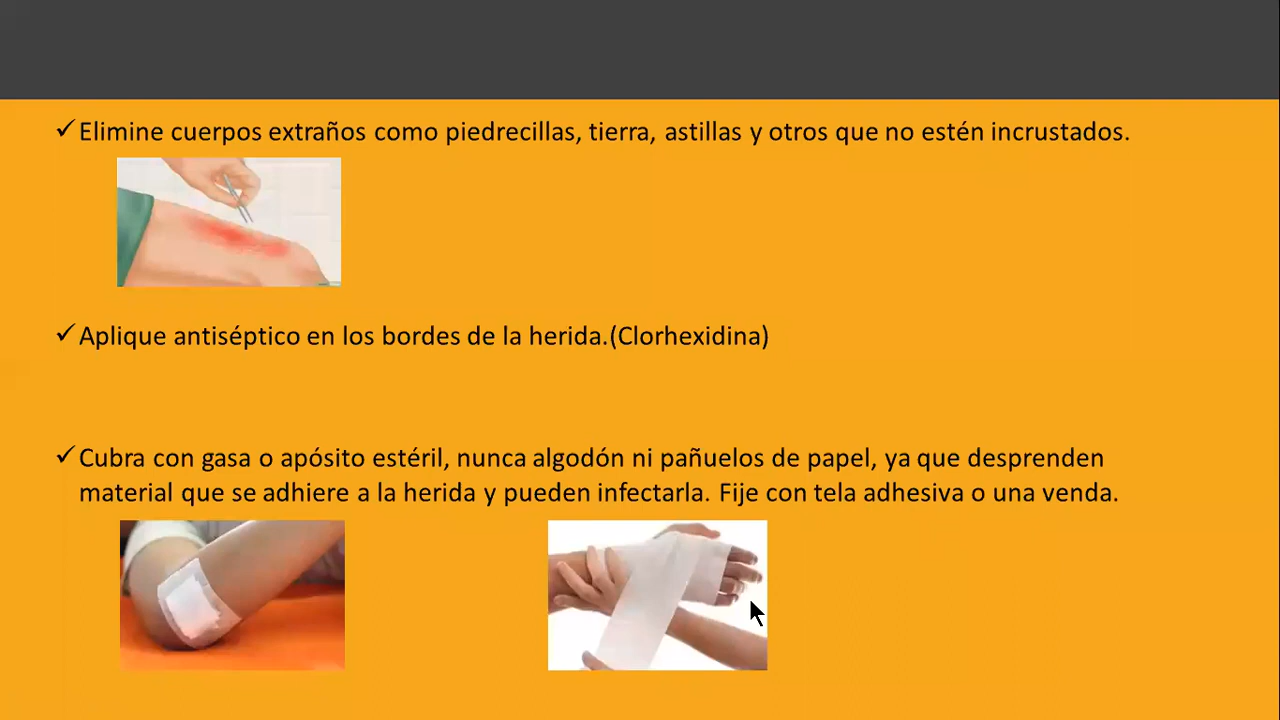 ✓Elimine cuerpos extraños como piedrecillas, tierra, astillas y otros que no estén incrustados.
✓Aplique antiséptico en los bordes de la herida.(Clorhexidina)
✓Cubra con gasa o apósito estéril, nunca algodón ni pañuelos de papel, ya que desprenden
material que se adhiere a la herida y pueden infectarla. Fije con tela adhesiva o una venda.